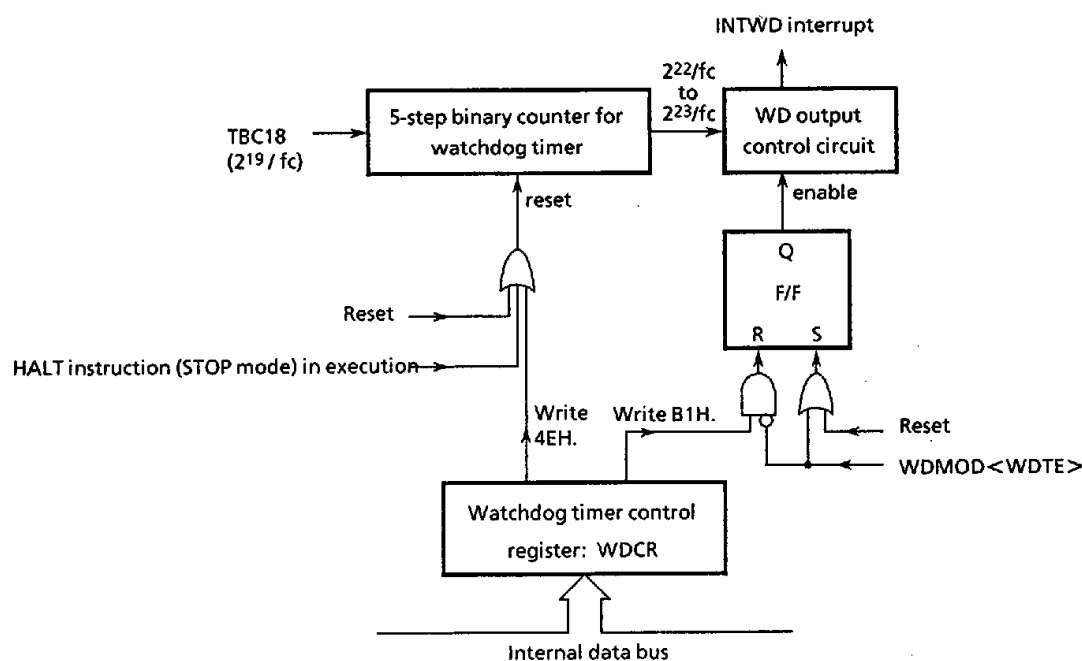 INTWD interrupt
2²²/fc
to
2²³/fc
TBC18
(2¹⁹/fc)
5-step binary counter for
watchdog timer
WD output
control circuit
reset
enable
Q
F/F
R S
Reset
HALT instruction (STOP mode) in execution
Write
4EH.
Write B1H.
Reset
WDMOD<WDTE>
Watchdog timer control
register: WDCR
Internal data bus